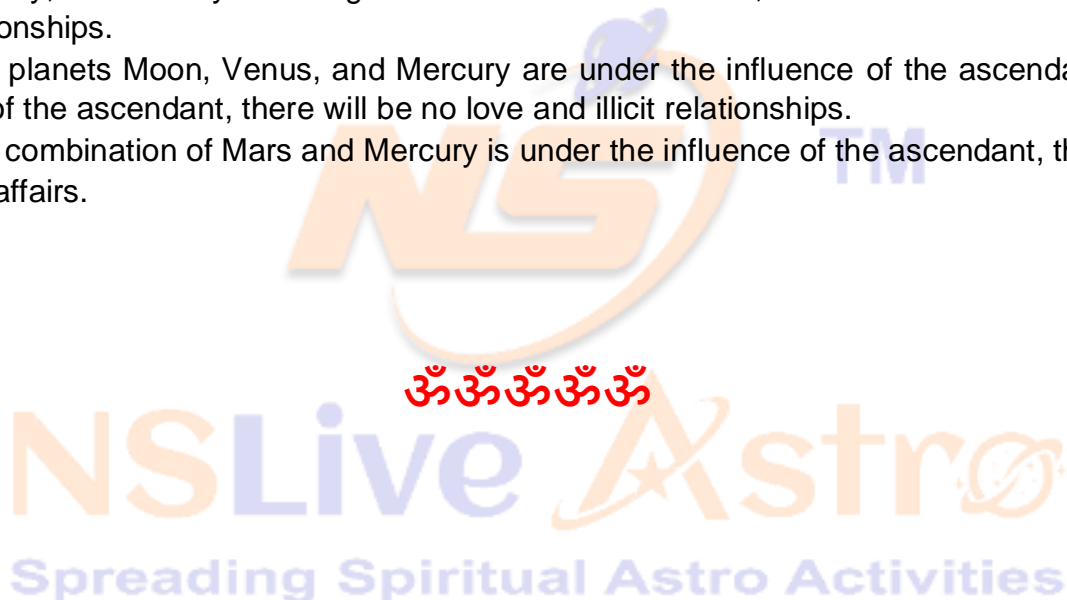 onships.
planets Moon, Venus, and Mercury are under the influence of the
of the ascendant, there will be no love and illicit relationships.
combination of Mars and Mercury is under the influence of the ascendant,
affairs.
NS
TM
ॐॐॐॐॐ
NSLive Astro
Spreading Spiritual Astro Activities